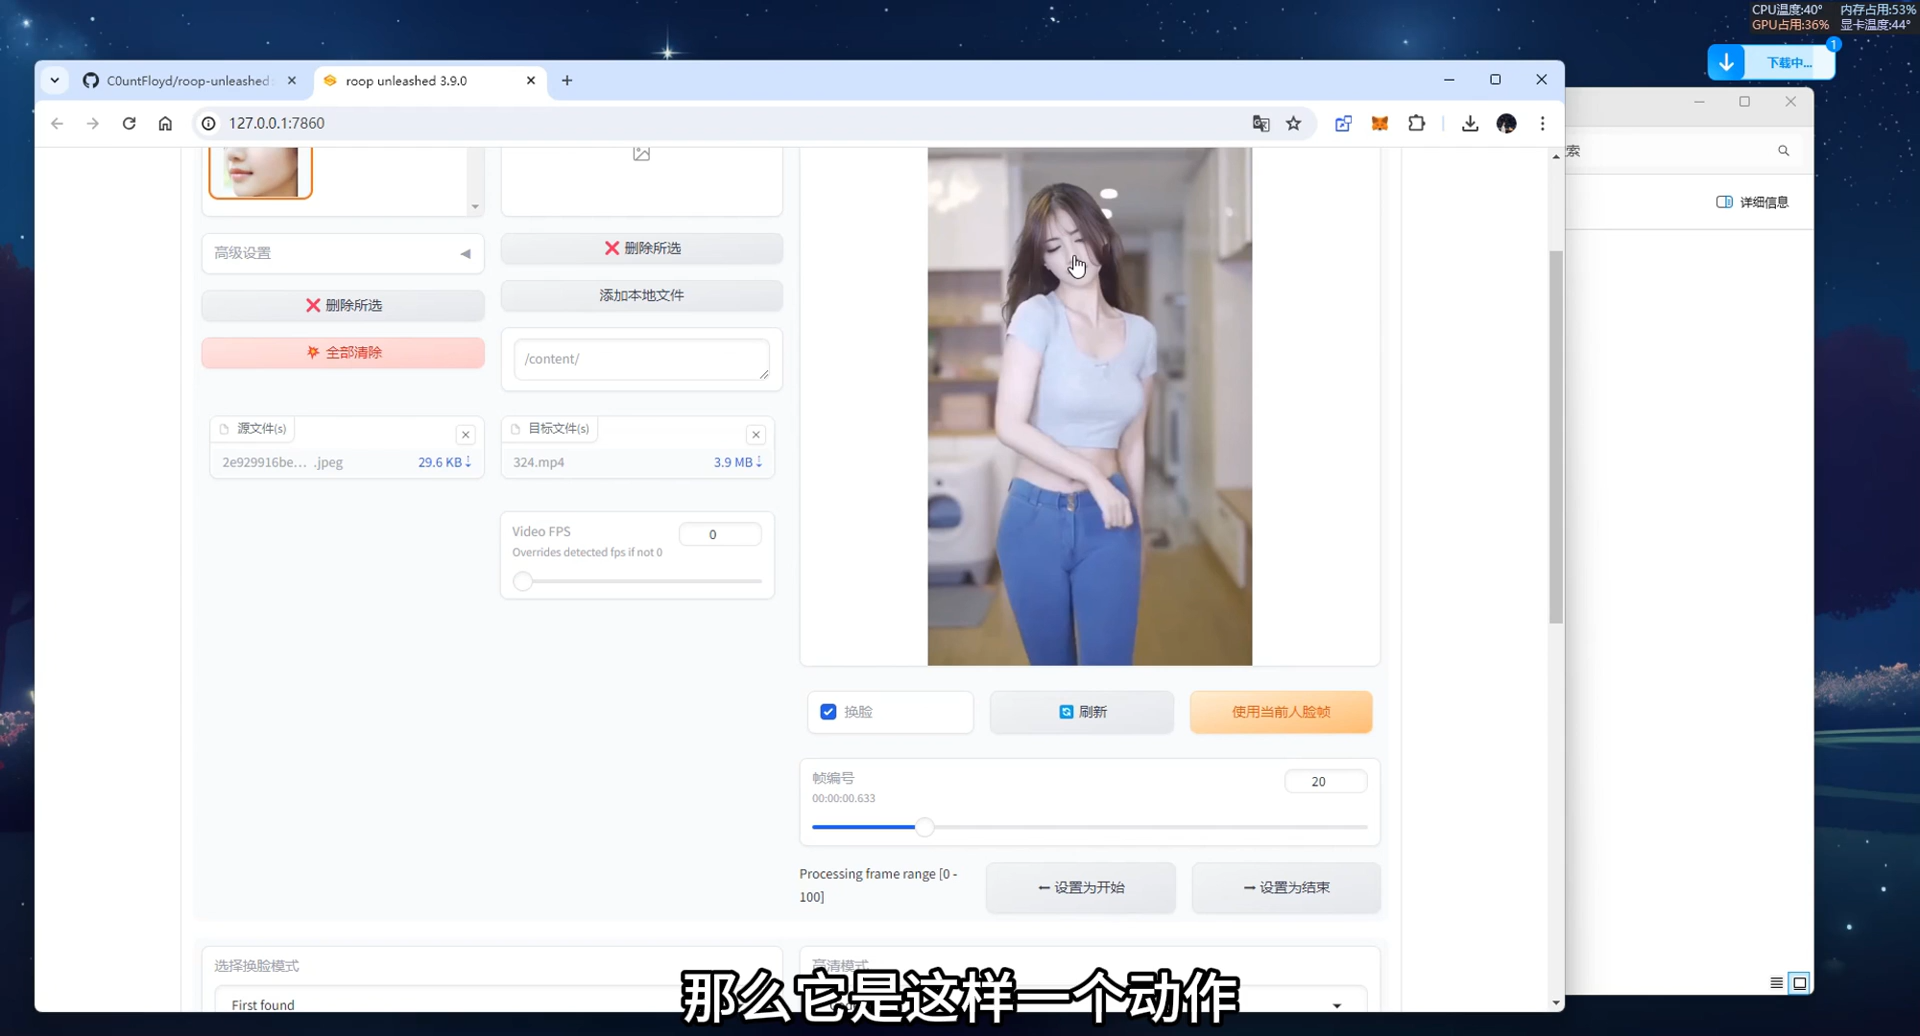 CPU温度:40° 内存占用:53%
GPU占用:36% 显卡温度:44°
1
下载中...
C0untFloyd/roop-unleashed
roop unleashed 3.9.0
127.0.0.1:7860
索
详细信息
高级设置
删除所选
删除所选
添加本地文件
全部清除
/content/
源文件(s)
目标文件(s)
2e929916be... .jpeg
29.6 KB
324.mp4
3.9 MB
Video FPS
0
Overrides detected fps if not 0
换脸
刷新
使用当前人脸帧
帧编号
20
00:00:00.633
Processing frame range [0 -
100]
← 设置为开始
→ 设置为结束
选择换脸模式
高清模式
First found
那么它是这样一个动作